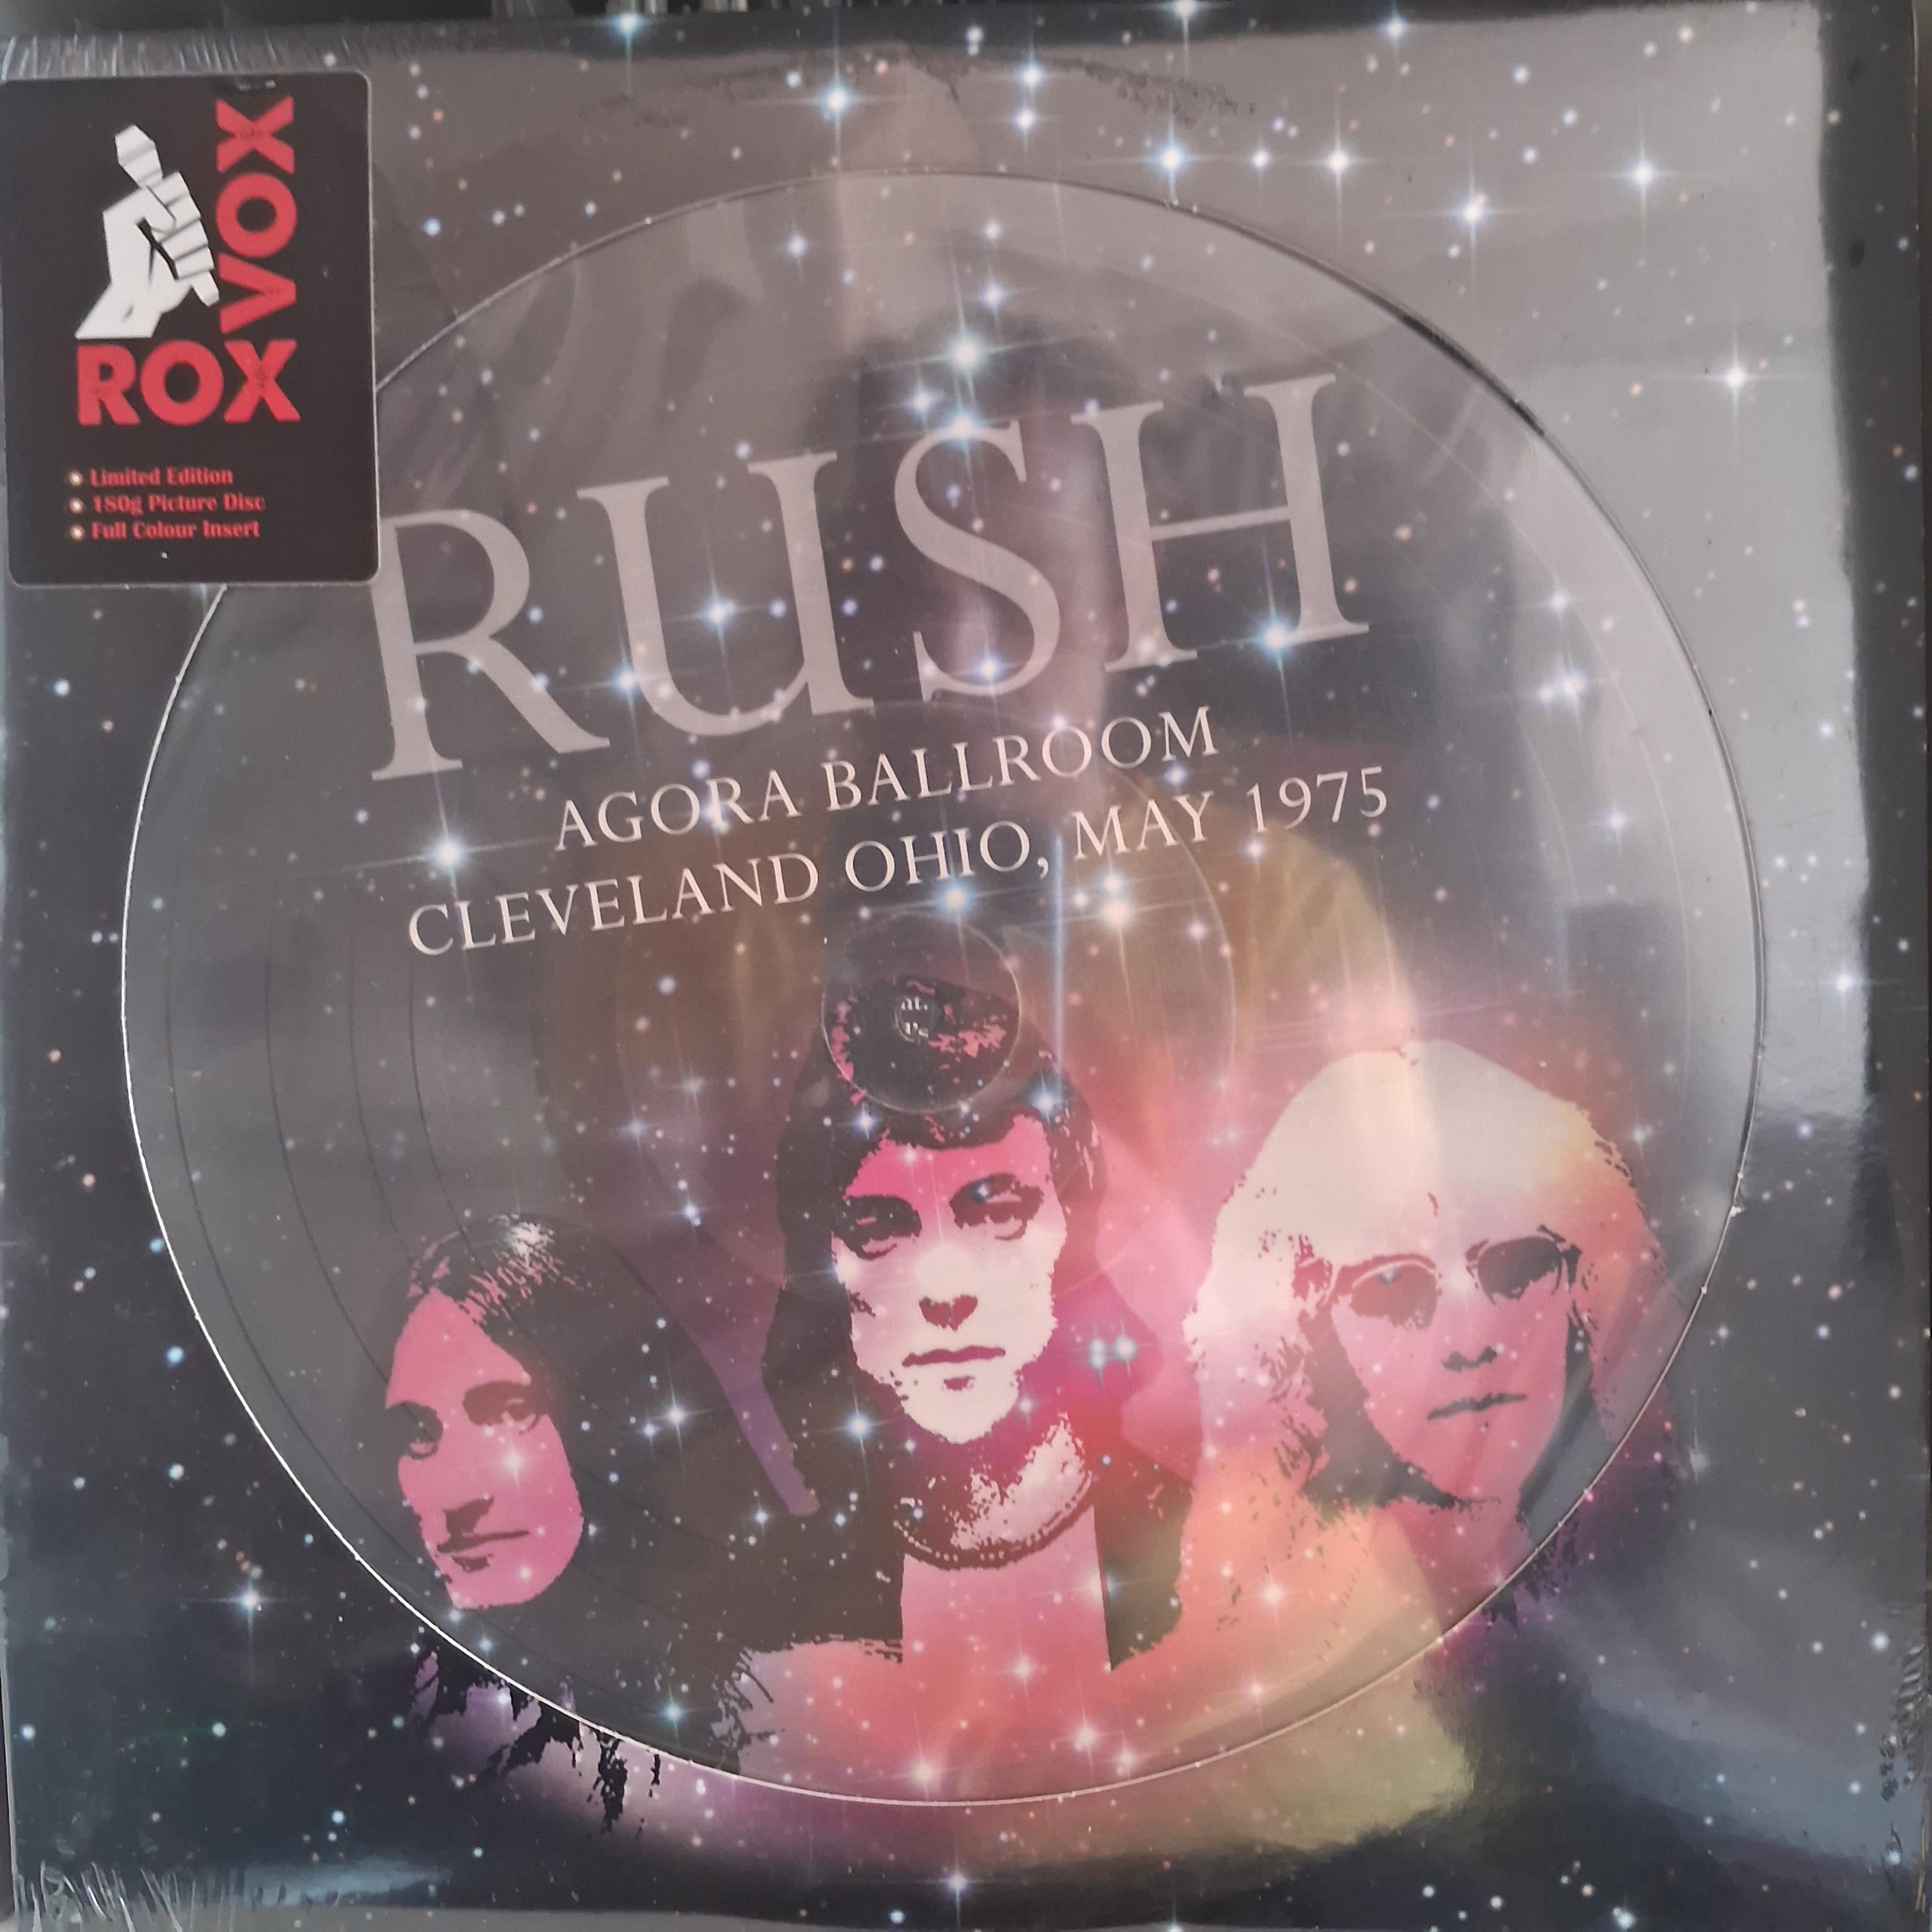 VOX
ROX
Limited Edition
180g Picture Disc
Full Colour Insert
RUSH
AGORA BALLROOM
CLEVELAND OHIO, MAY 1975